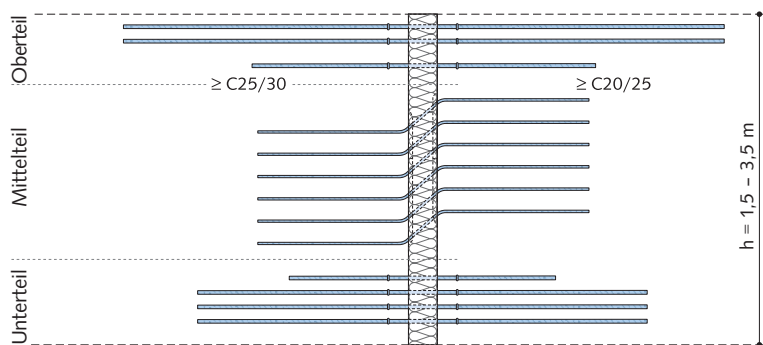 Oberteil
≥ C25/30
≥ C20/25
Mittelteil
h = 1,5 – 3,5 m
Unterteil